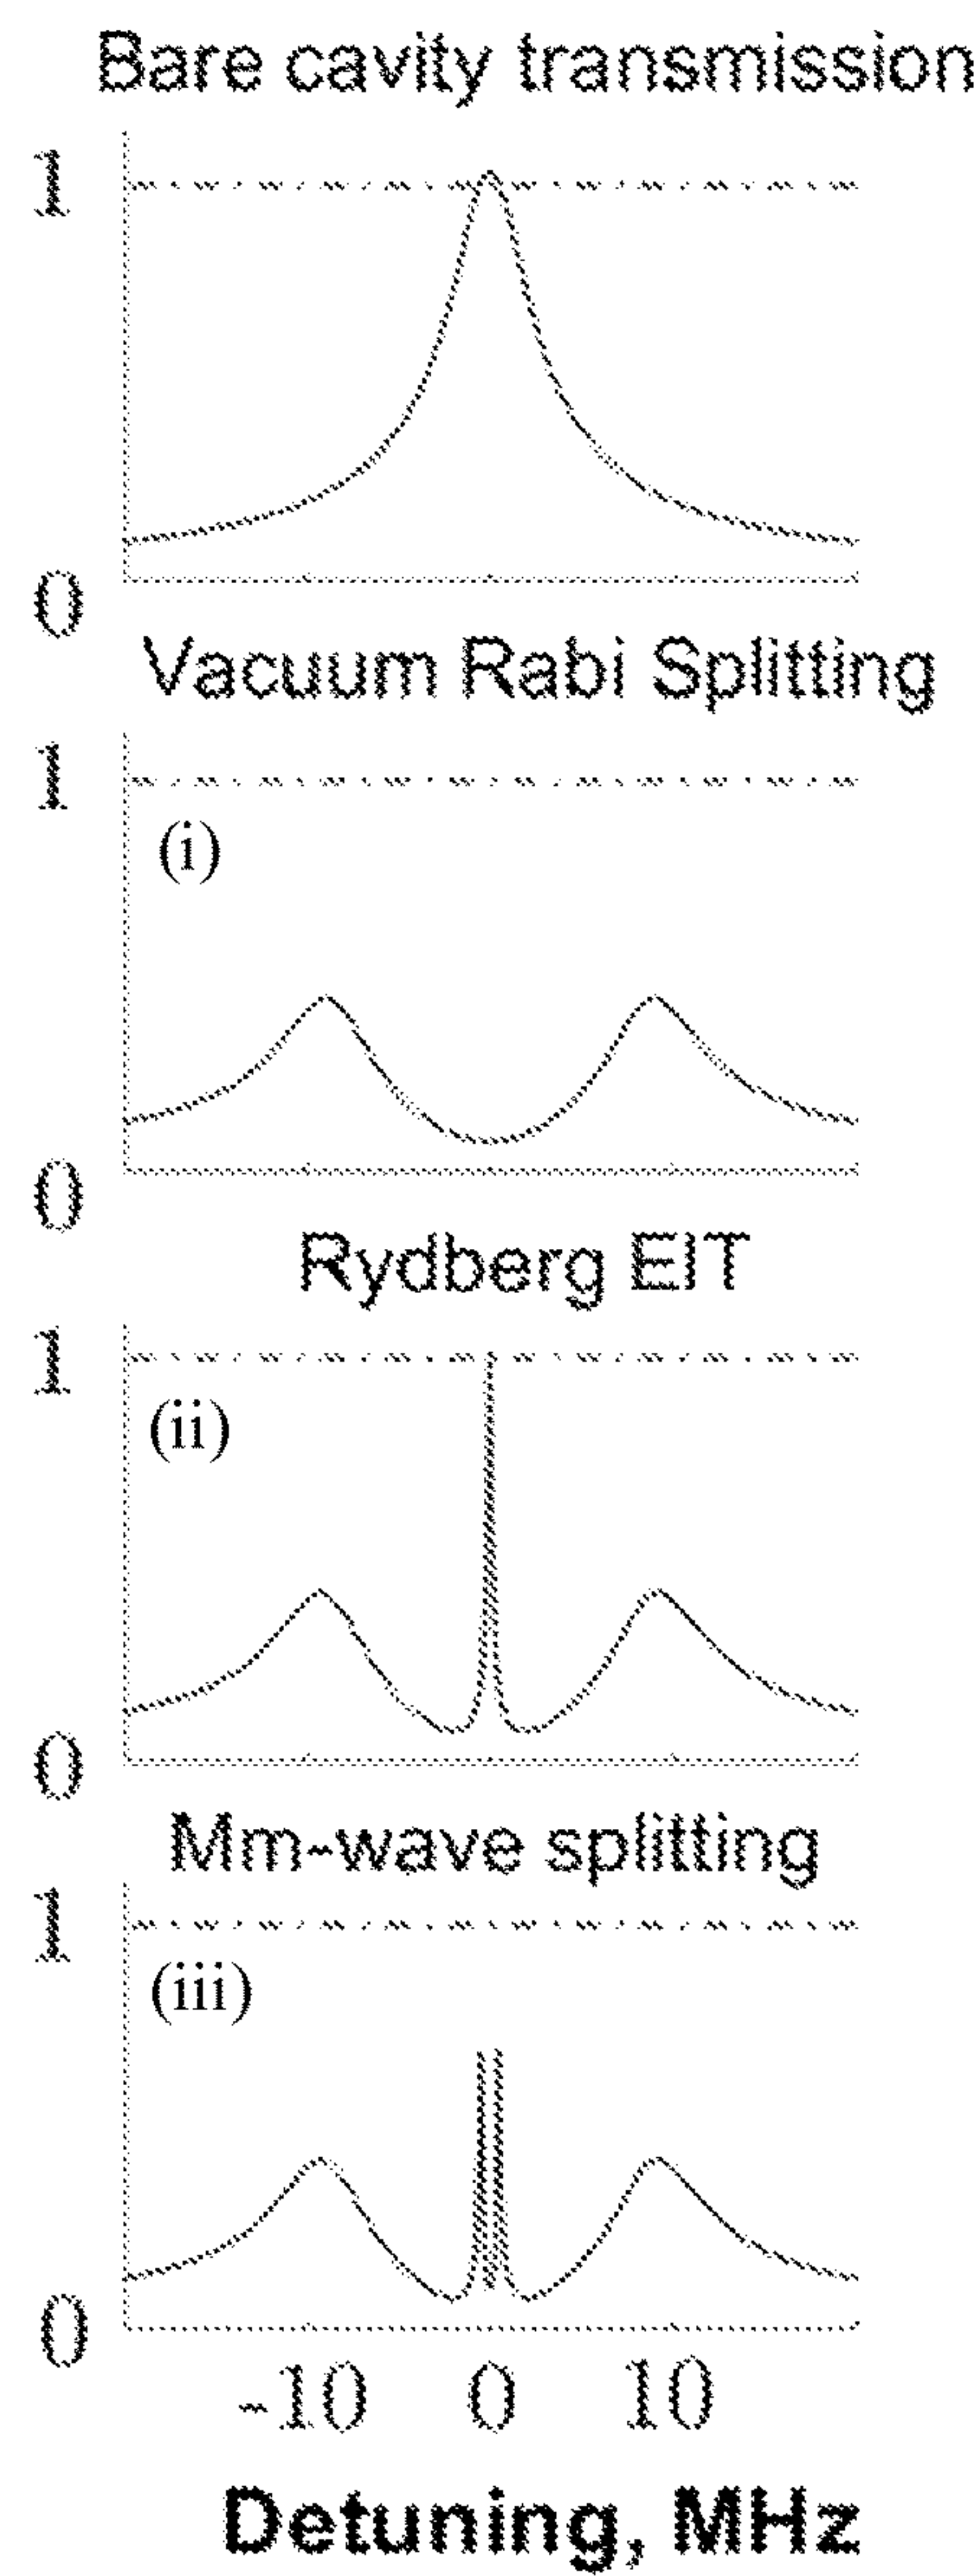 Bare cavity transmission
1
0
Vacuum Rabi Splitting
1
(i)
0
Rydberg EIT
1
(ii)
0
Mm-wave splitting
1
(iii)
0
-10 0 10
Detuning, MHz